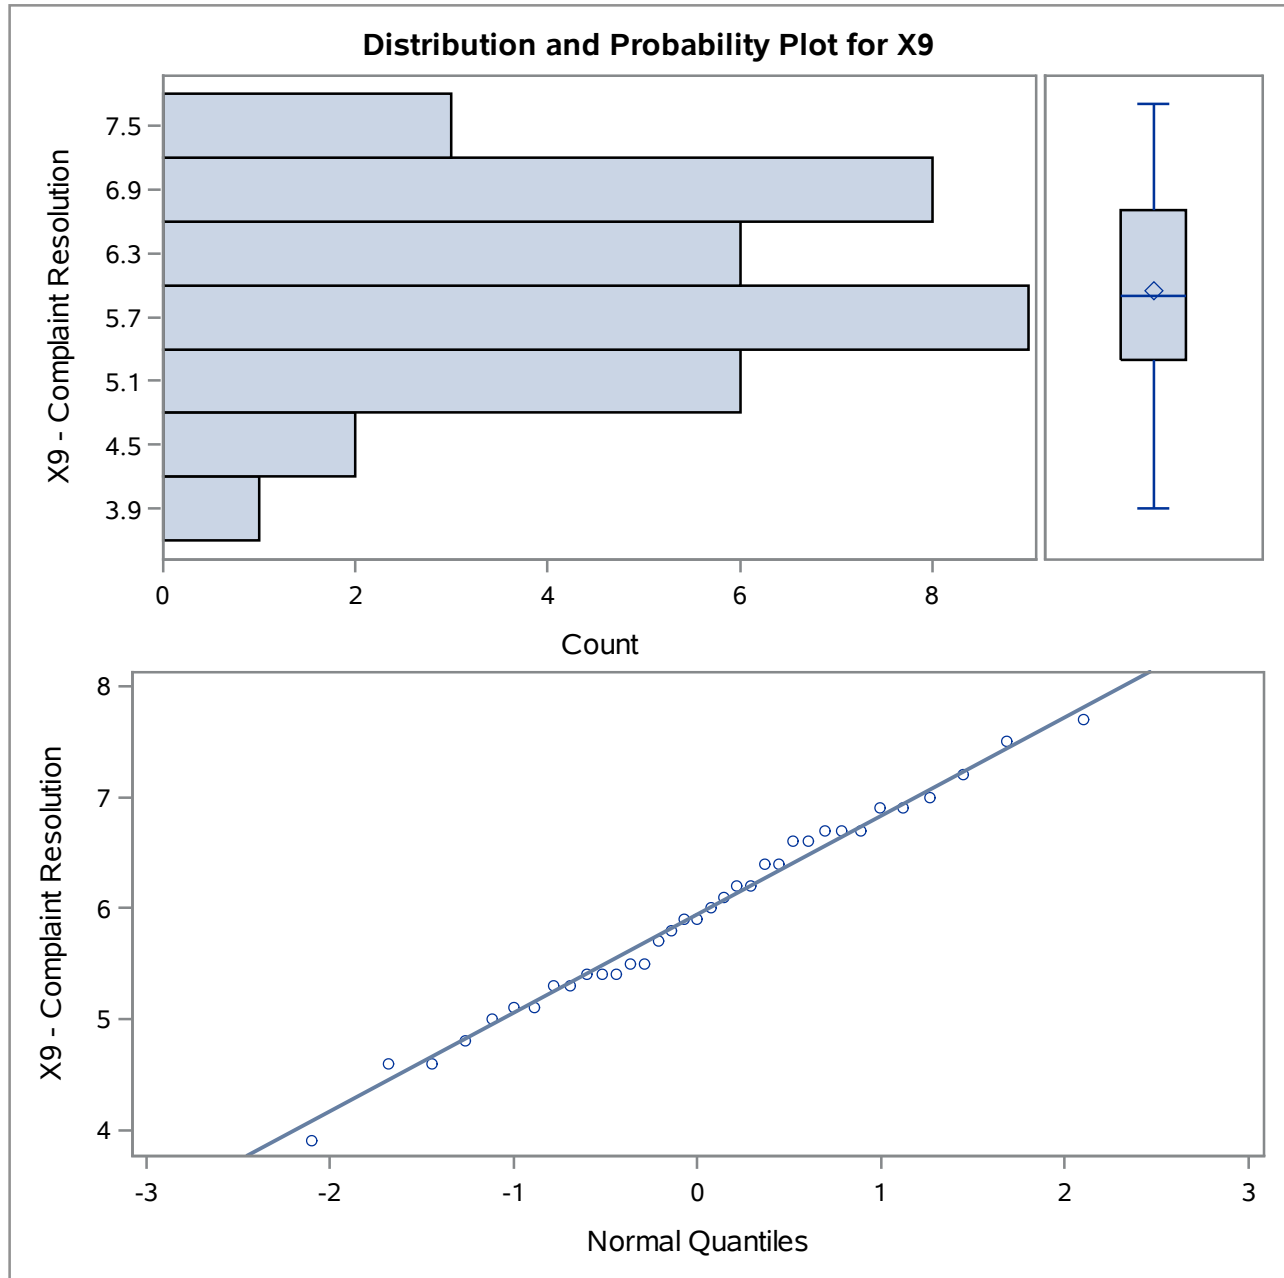 Distribution and Probability Plot for X9
X9 - Complaint Resolution
7.5
6.9
6.3
5.7
5.1
4.5
3.9
0 2 4 6 8
Count
X9 - Complaint Resolution
8
7
6
5
4
-3 -2 -1 0 1 2 3
Normal Quantiles